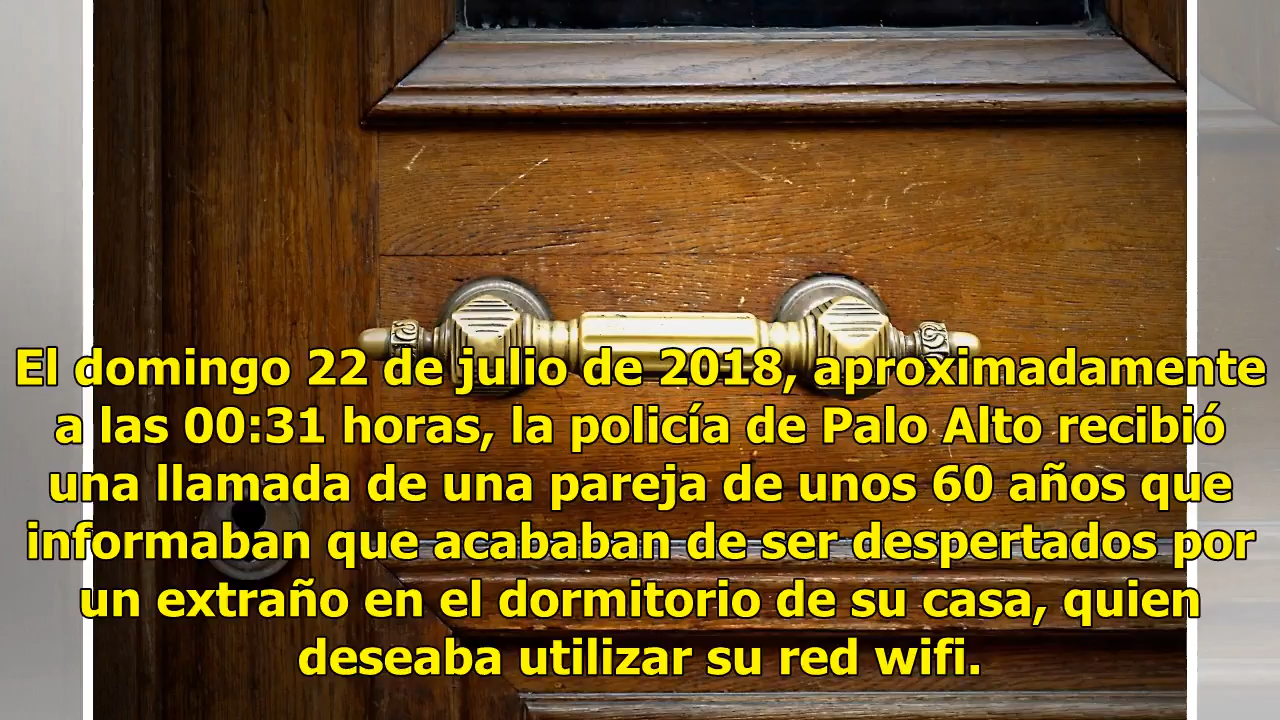 El domingo 22 de julio de 2018, aproximadamente
a las 00:31 horas, la policía de Palo Alto recibió
una llamada de una pareja de unos 60 años que
informaban que acababan de ser despertados por
un extraño en el dormitorio de su casa, quien
deseaba utilizar su red wifi.